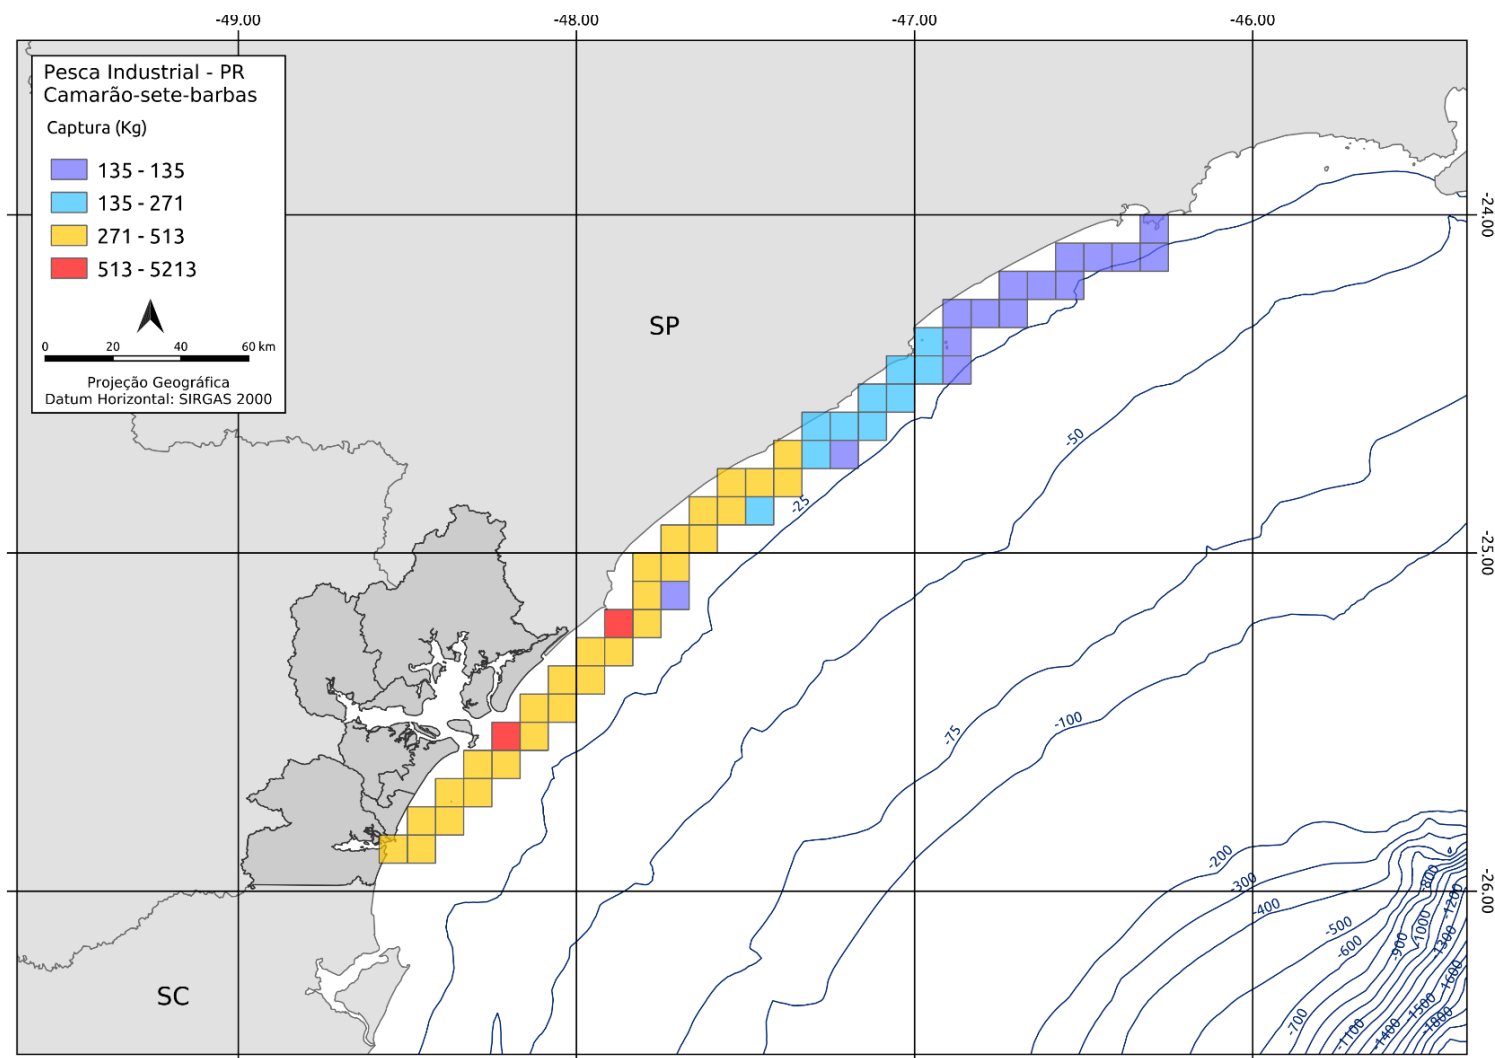 -49.00
-48.00
-47.00
-46.00
Pesca Industrial - PR
Camarão-sete-barbas
Captura (Kg)
135 - 135
135 - 271
271 - 513
513 - 5213
0 20 40 60 km
Projeção Geográfica
Datum Horizontal: SIRGAS 2000
-24.00
SP
-50
-25
-25.00
-100
-75
-200
-300
-400
-500
-600
-800
-1200
-1000
-900
-1300
-1600
-26.00
SC
-700
-1100
-1400
-1500
-1800